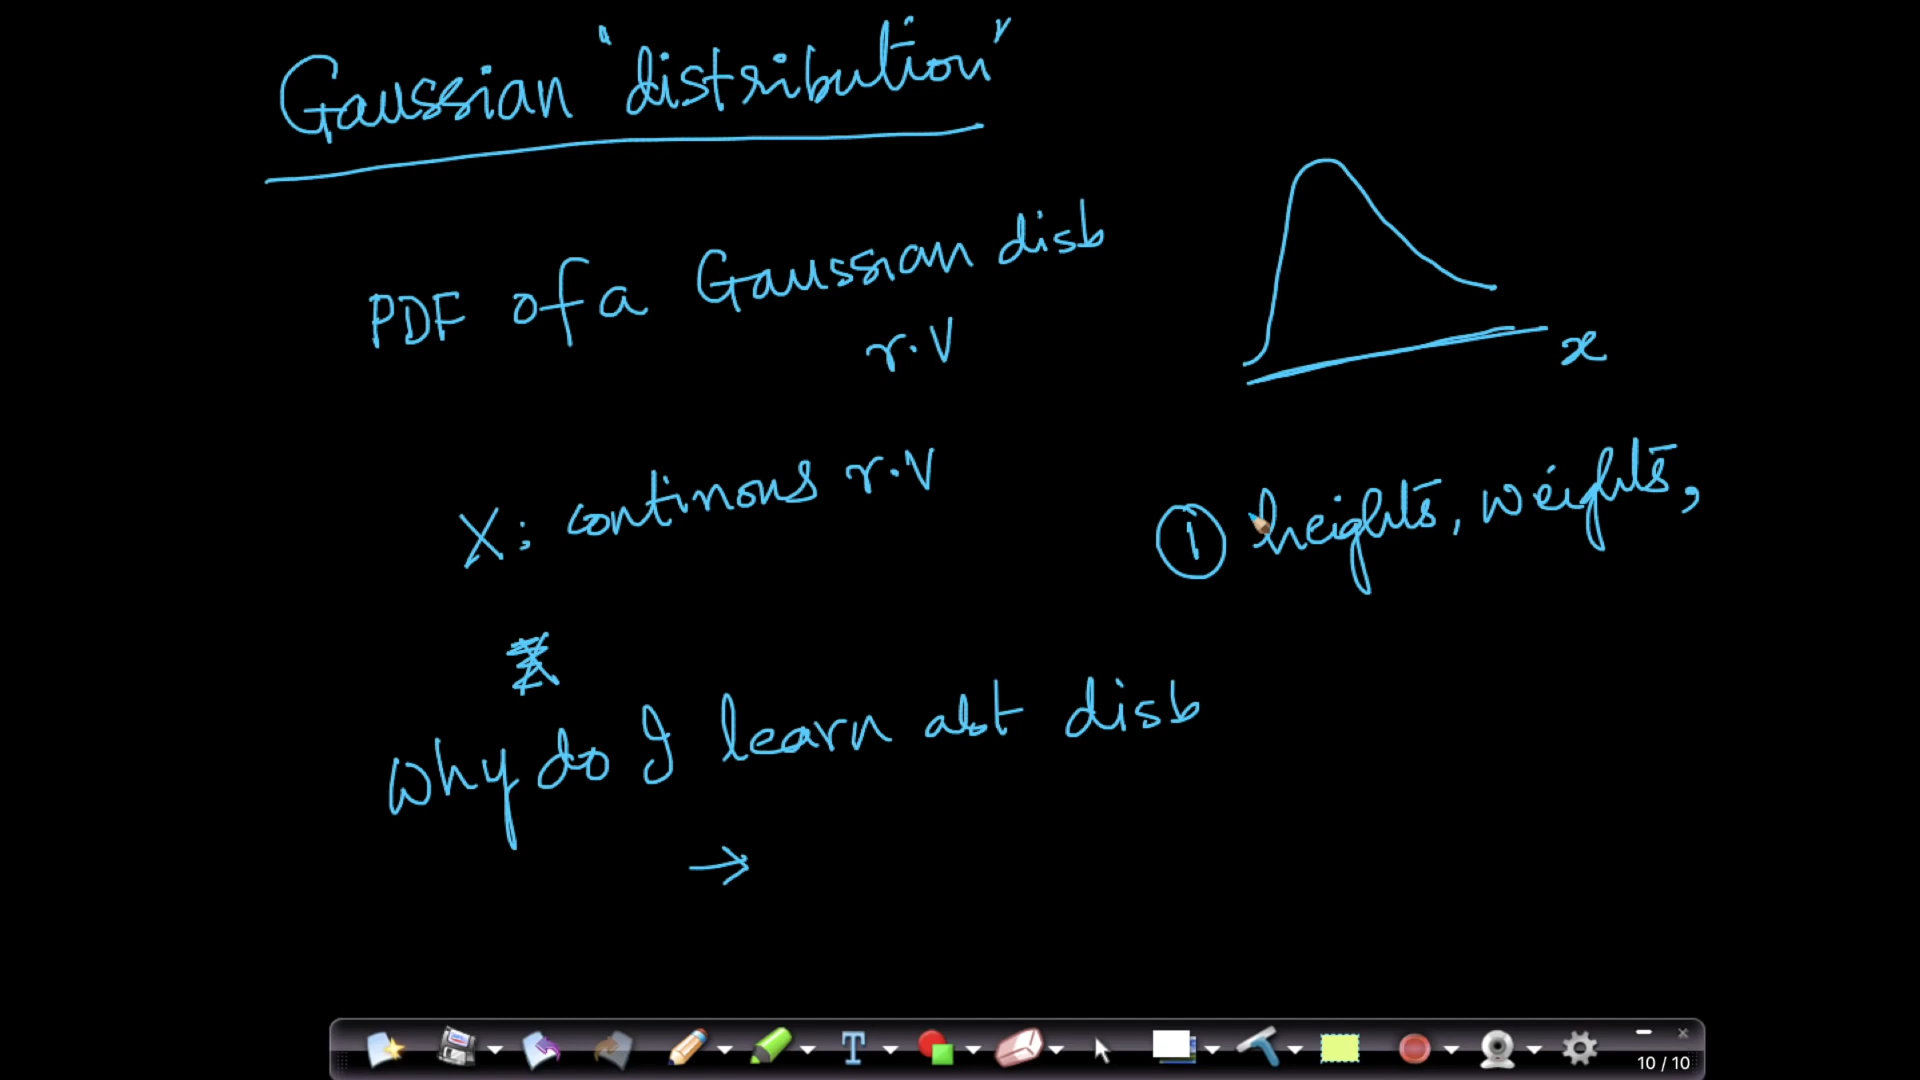 Gaussian "distribution"
PDF of a Gaussian disb
r.v
x
X: continous r.v
① heights, weights,
Why do I learn abt disb
→
T
10 / 10